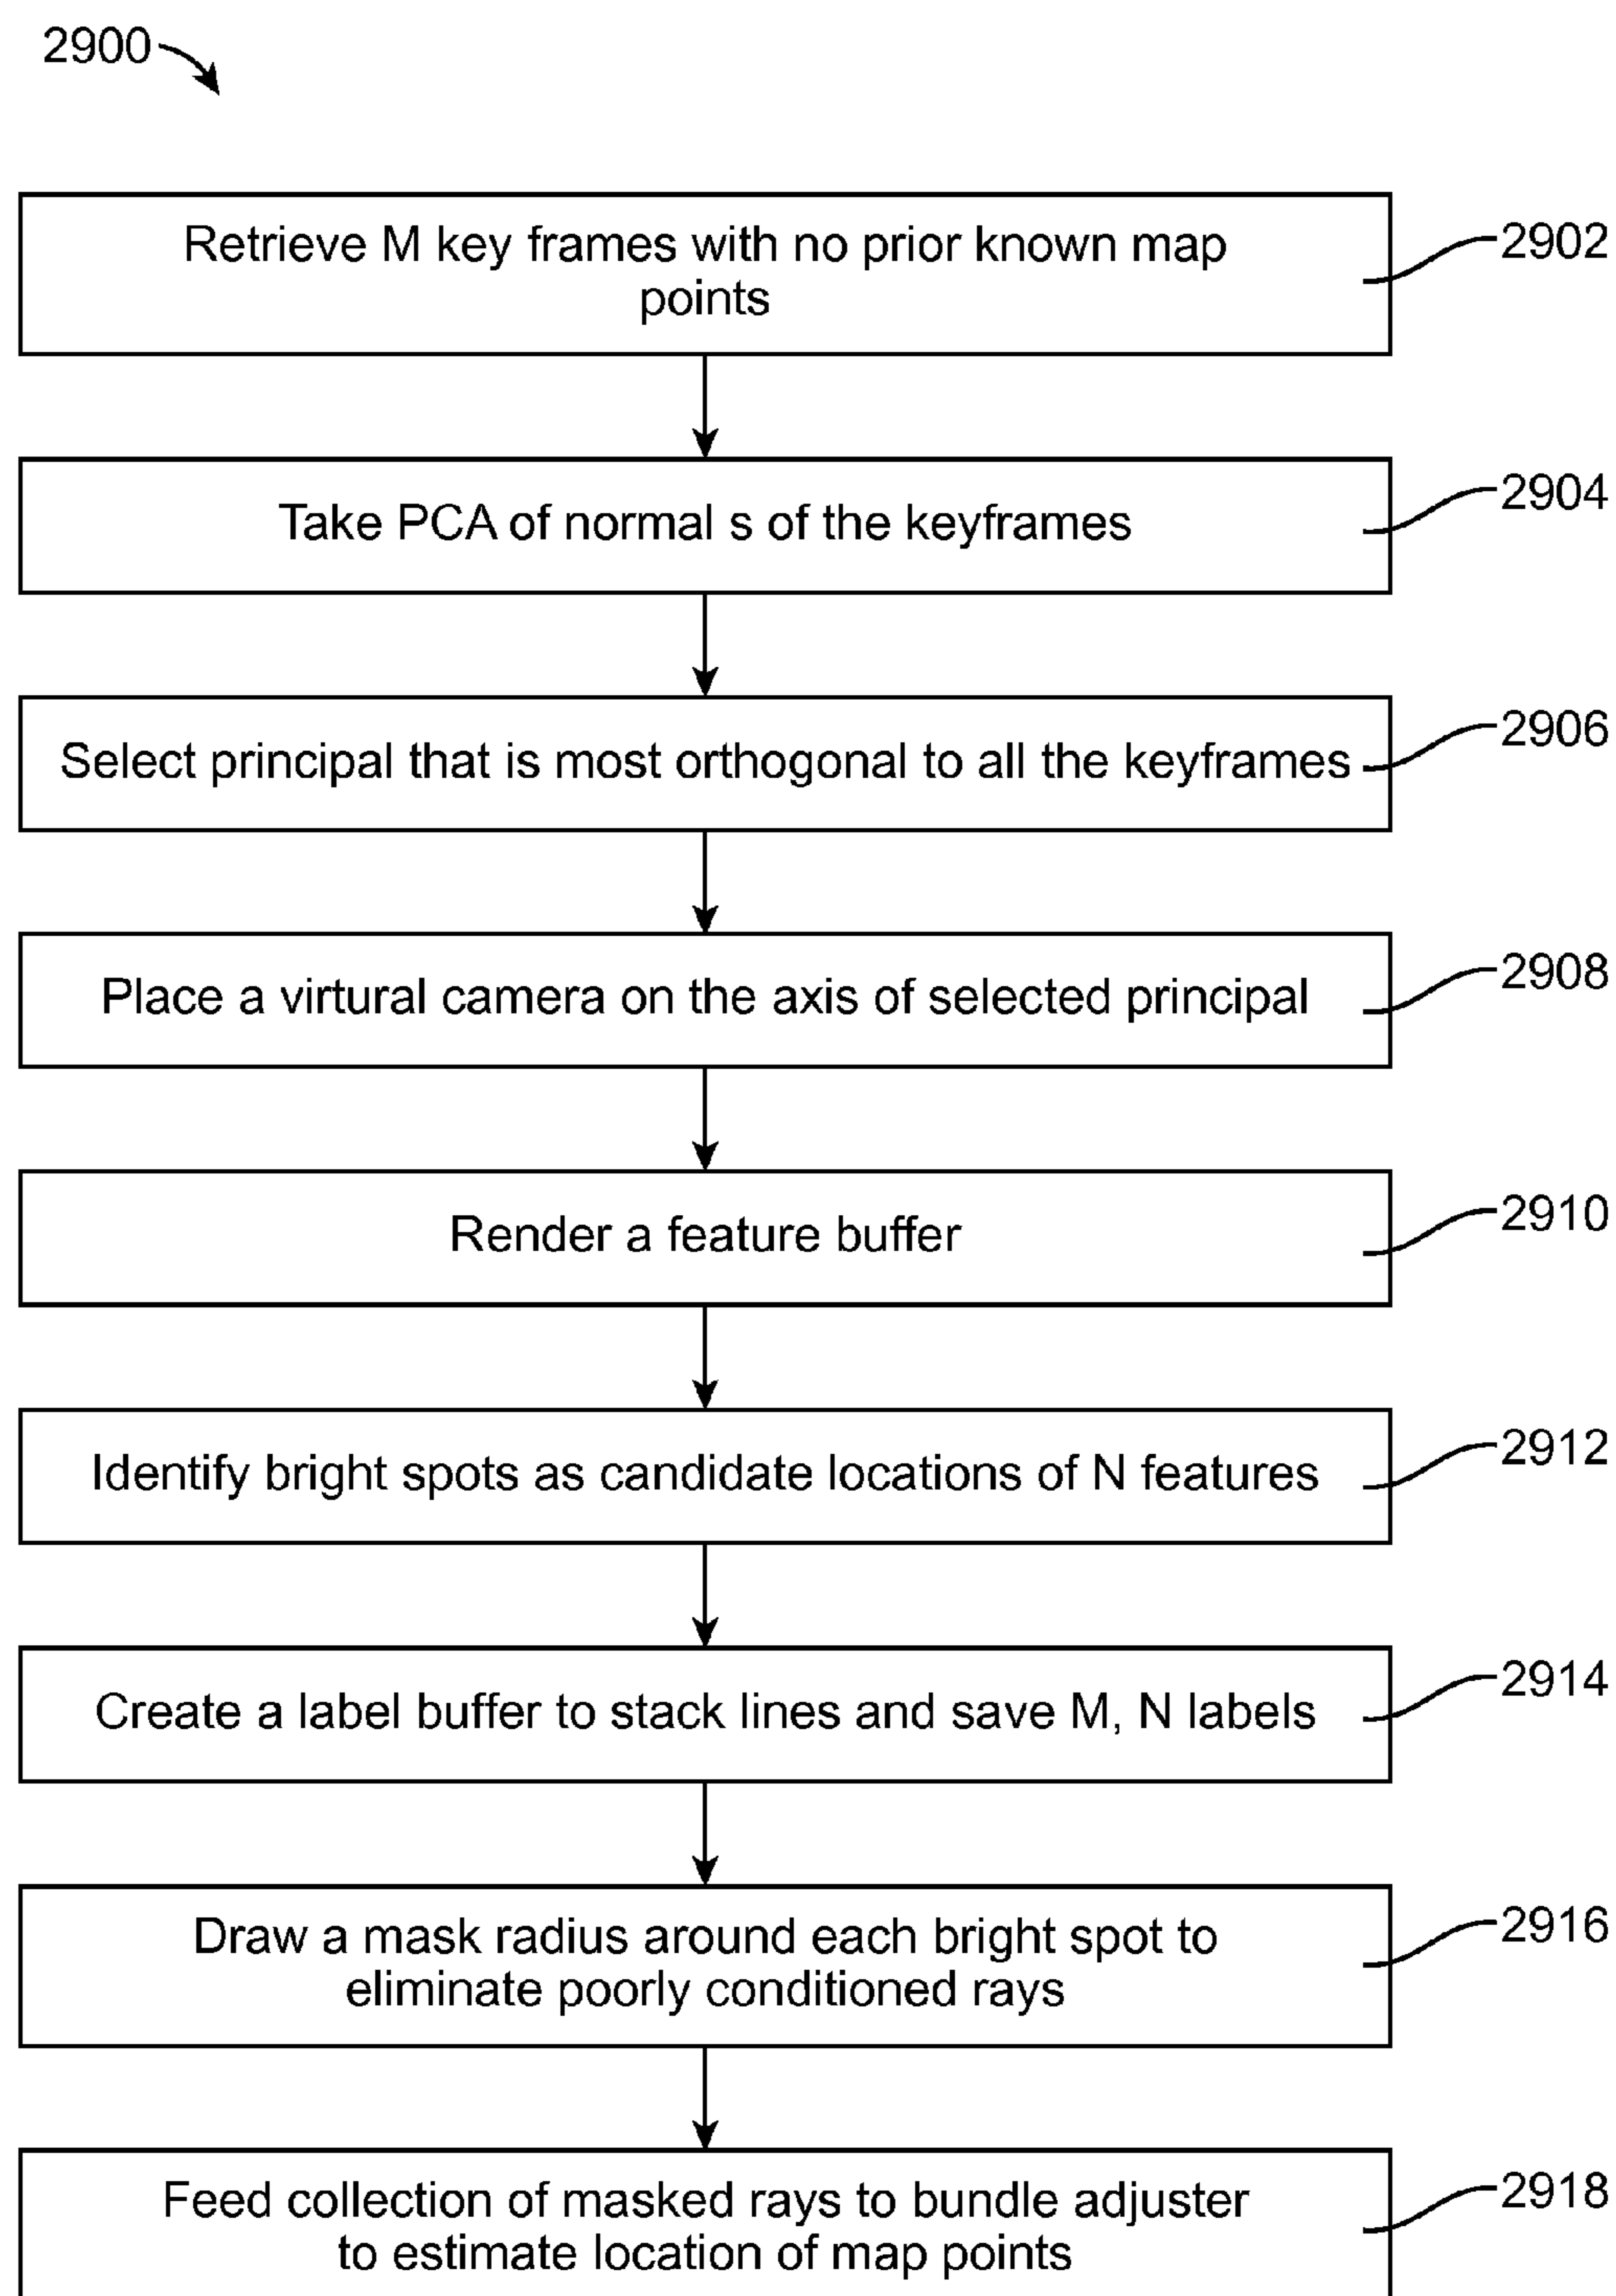 2900
Retrieve M key frames with no prior known map
points
2902
Take PCA of normal s of the keyframes
2904
Select principal that is most orthogonal to all the keyframes
2906
Place a virtural camera on the axis of selected principal
2908
Render a feature buffer
2910
Identify bright spots as candidate locations of N features
2912
Create a label buffer to stack lines and save M, N labels
2914
Draw a mask radius around each bright spot to
eliminate poorly conditioned rays
2916
Feed collection of masked rays to bundle adjuster
to estimate location of map points
2918